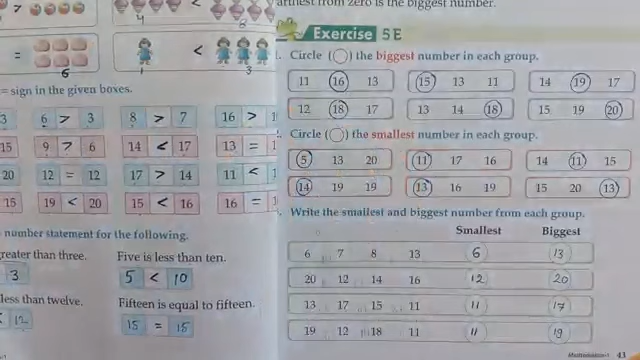 > <
4 8
= <
6 1 3
= sign in the given boxes.
3 6 > 3 8 > 7 16 >
15 9 > 6 14 < 17 13 =
20 12 = 12 17 > 14 11 <
15 19 < 20 15 < 16 16 =
number statement for the following.
greater than three. Five is less than ten.
3 5 < 10
less than twelve. Fifteen is equal to fifteen.
< 12 15 = 15
arthest from zero is the biggest number.
Exercise 5E
Circle ( ) the biggest number in each group.
11 16 13 15 13 11 14 19 17
12 18 17 13 14 18 15 19 20
Circle ( ) the smallest number in each group.
5 13 20 11 17 16 14 11 15
14 19 19 13 16 19 15 20 13
Write the smallest and biggest number from each group.
Smallest Biggest
6 7 8 13 6 13
20 12 14 16 12 20
13 17 15 11 11 17
19 12 18 11 11 19